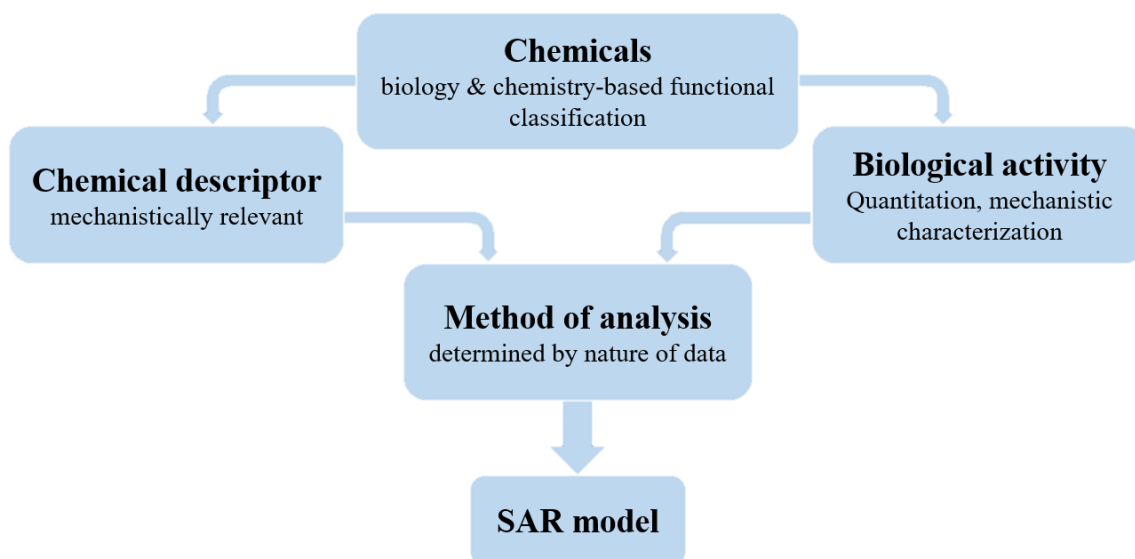 Chemicals
biology & chemistry-based functional
classification
Chemical descriptor
mechanistically relevant
Biological activity
Quantitation, mechanistic
characterization
Method of analysis
determined by nature of data
SAR model